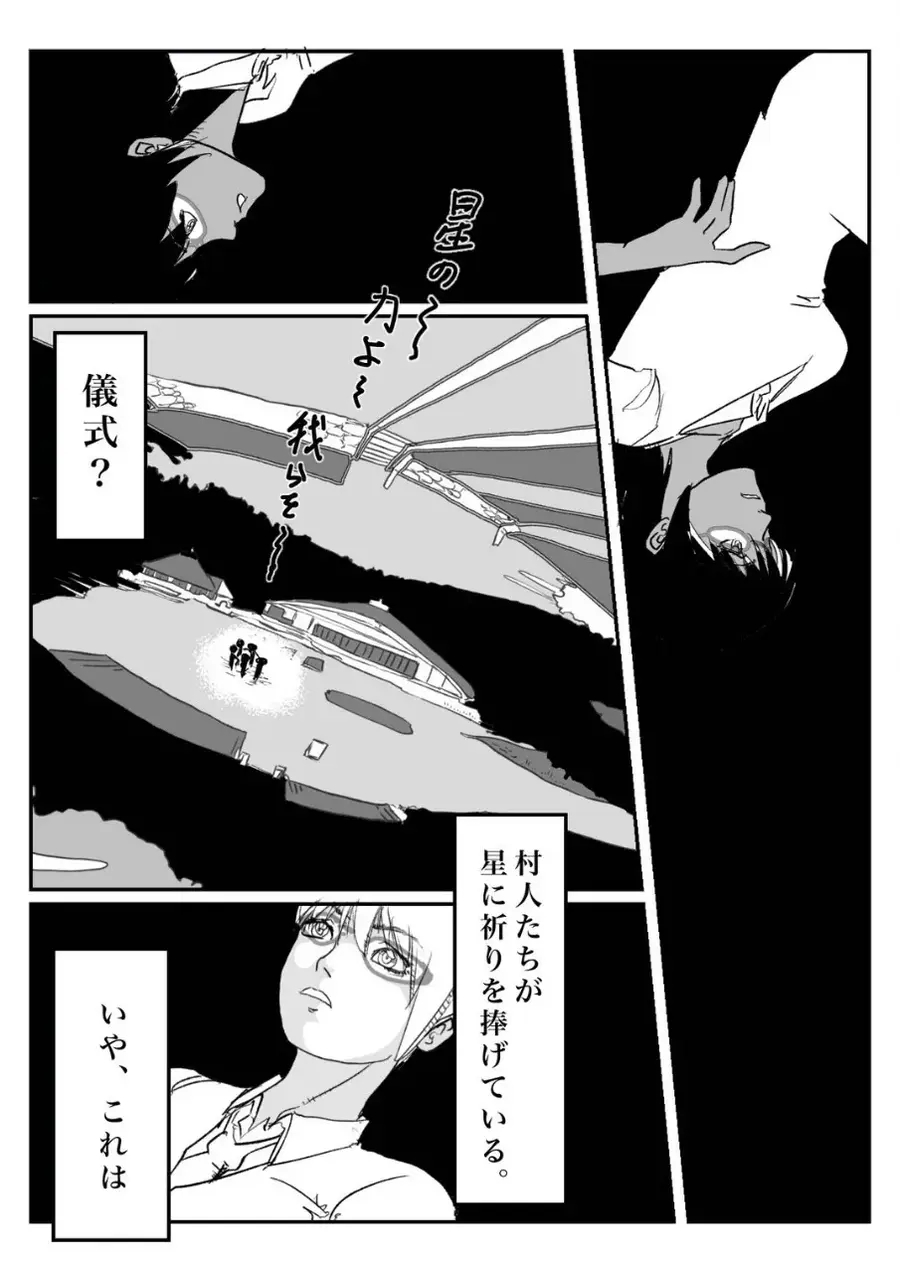 星の〜〜
力よ〜
我らを〜〜
儀式？
村人たちが
星に祈りを捧げている。
いや、これは